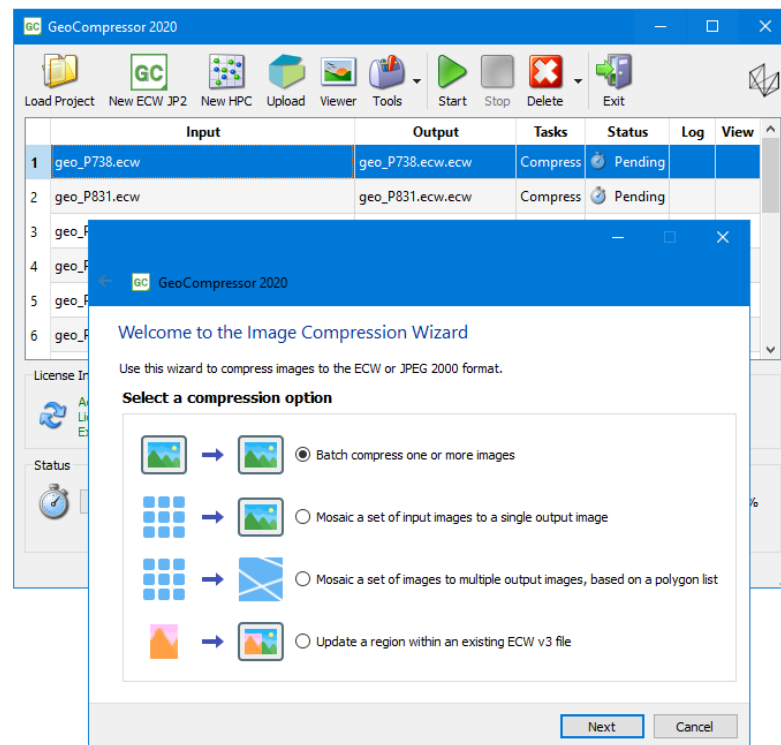 GC GeoCompressor 2020
Load Project New ECW JP2 New HPC Upload Viewer Tools Start Stop Delete Exit
GC
Input Output Tasks Status Log View
1 geo_P738.ecw geo_P738.ecw.ecw Compress Pending
2 geo_P831.ecw geo_P831.ecw.ecw Compress Pending
3
4
5
6
GC GeoCompressor 2020
Welcome to the Image Compression Wizard
Use this wizard to compress images to the ECW or JPEG 2000 format.
Select a compression option
Batch compress one or more images
Mosaic a set of input images to a single output image
Mosaic a set of images to multiple output images, based on a polygon list
Update a region within an existing ECW v3 file
Next Cancel
Status
%